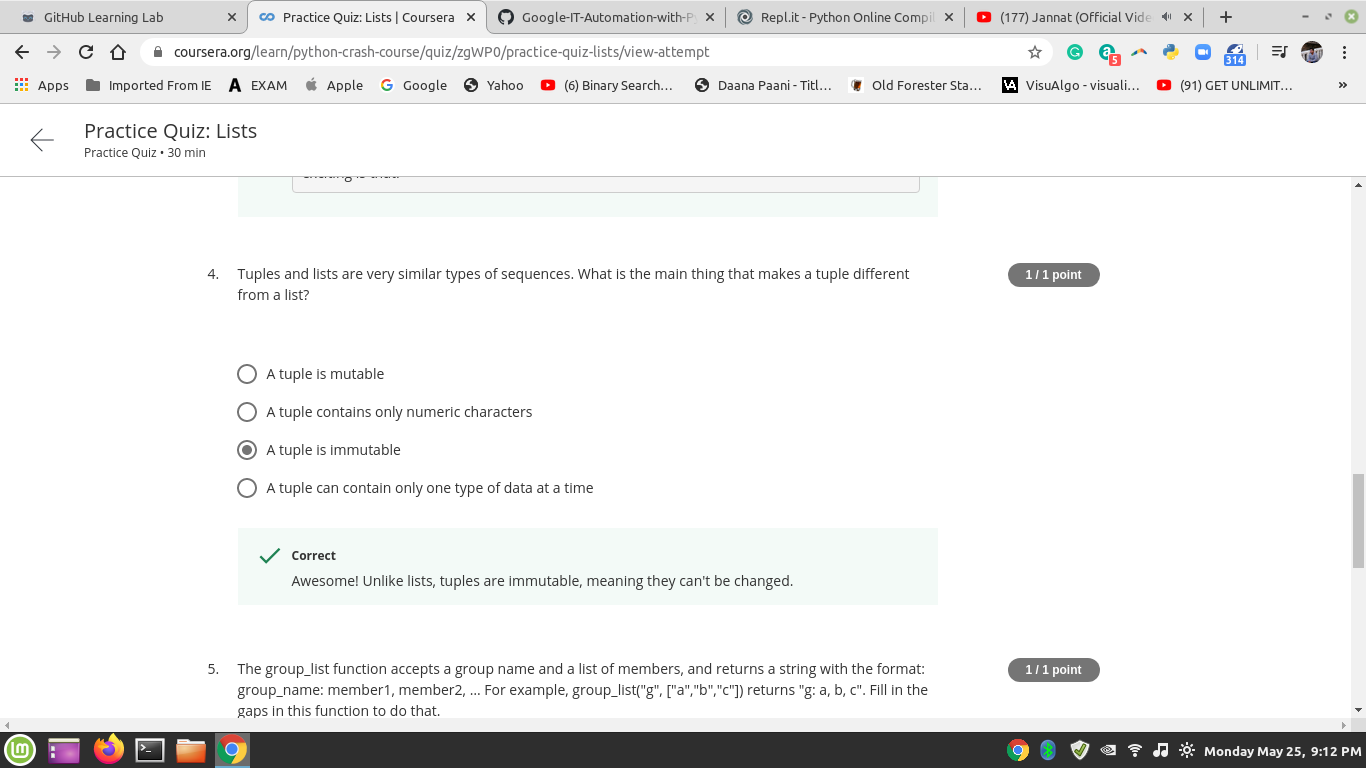 GitHub Learning Lab
Practice Quiz: Lists | Coursera
Google-IT-Automation-with-Py
Repl.it - Python Online Compil
(177) Jannat (Official Vide
coursera.org/learn/python-crash-course/quiz/zgWP0/practice-quiz-lists/view-attempt
5
314
Apps
Imported From IE
EXAM
Apple
Google
Yahoo
(6) Binary Search...
Daana Paani - Titl...
Old Forester Sta...
VisuAlgo - visuali...
(91) GET UNLIMIT...
Practice Quiz: Lists
Practice Quiz • 30 min
4. Tuples and lists are very similar types of sequences. What is the main thing that makes a tuple different
from a list?
1 / 1 point
A tuple is mutable
A tuple contains only numeric characters
A tuple is immutable
A tuple can contain only one type of data at a time
Correct
Awesome! Unlike lists, tuples are immutable, meaning they can't be changed.
5. The group_list function accepts a group name and a list of members, and returns a string with the format:
group_name: member1, member2, ... For example, group_list("g", ["a","b","c"]) returns "g: a, b, c". Fill in the
gaps in this function to do that.
1 / 1 point
Monday May 25, 9:12 PM